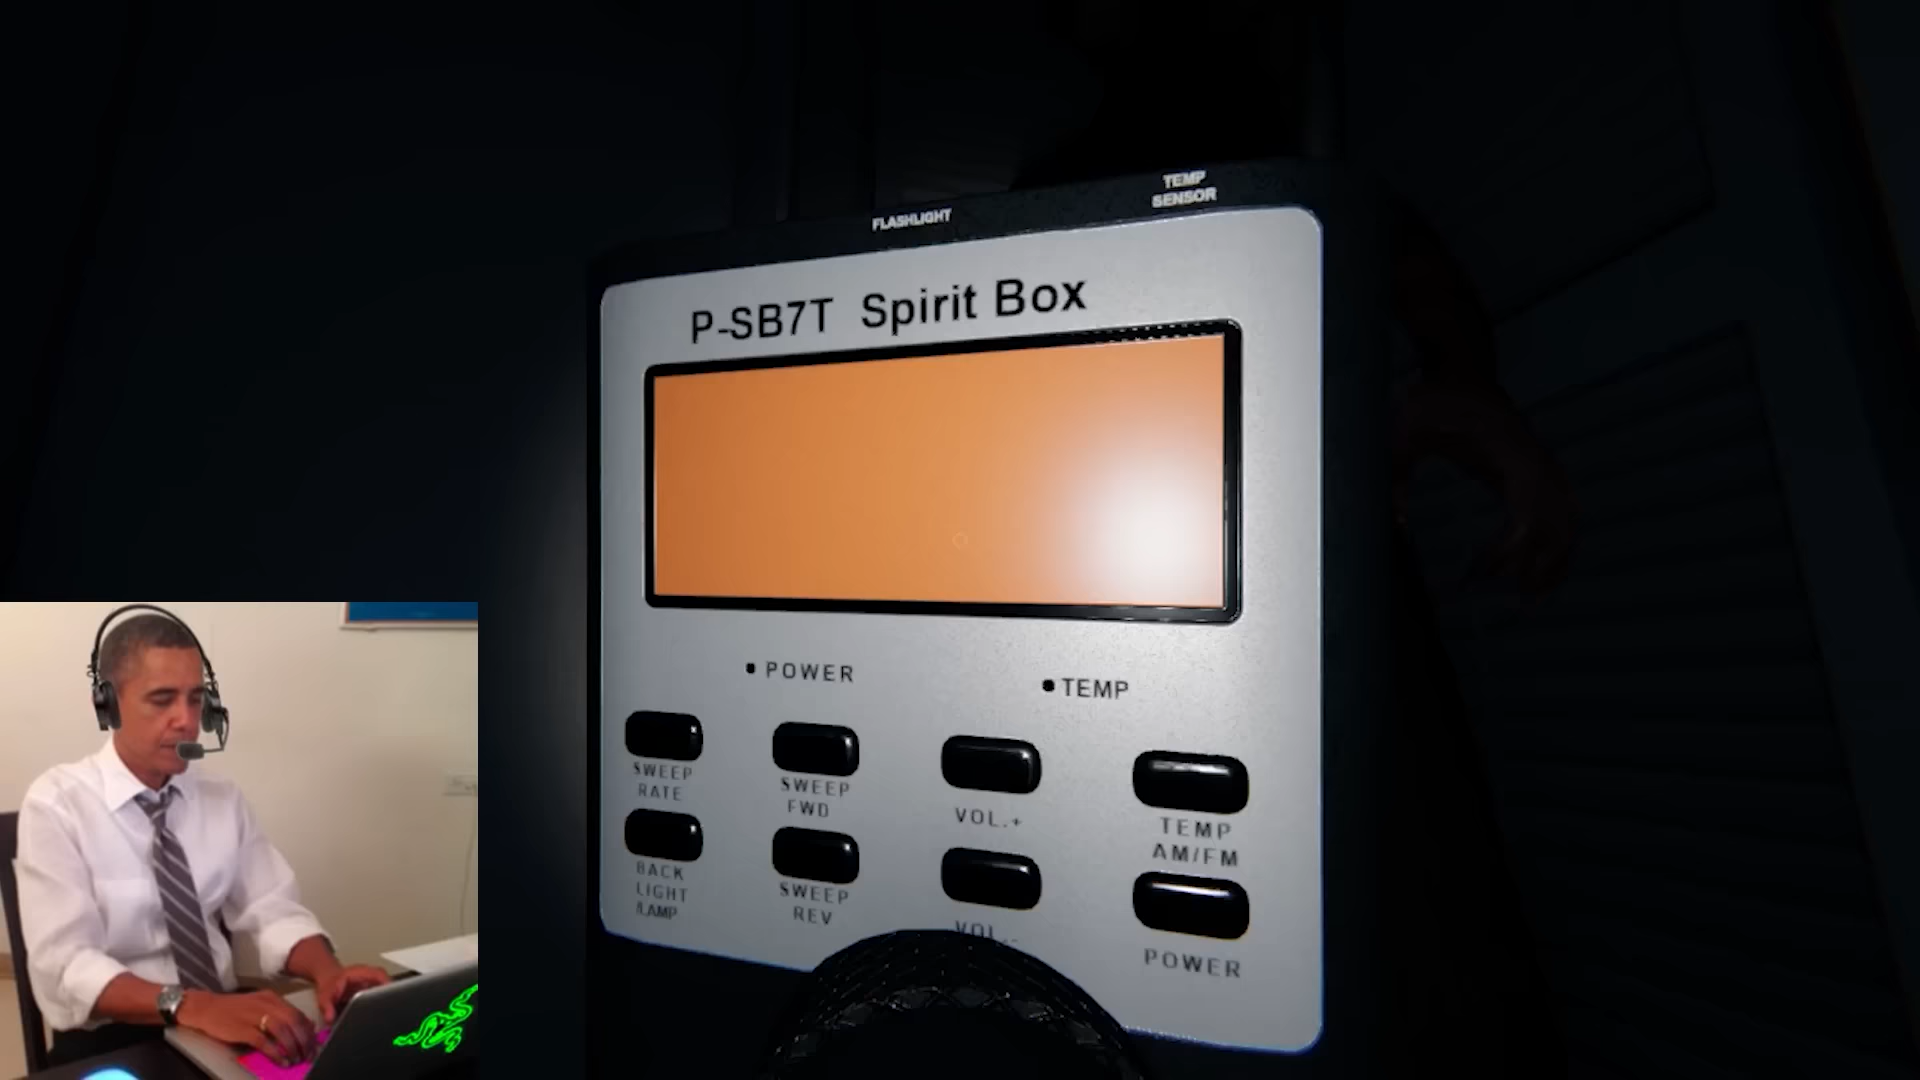 FLASHLIGHT
TEMP
SENSOR
P-SB7T Spirit Box
POWER
TEMP
SWEEP
RATE
SWEEP
FWD
VOL.+
TEMP
AM/FM
BACK
LIGHT
/LAMP
SWEEP
REV
VOL.-
POWER